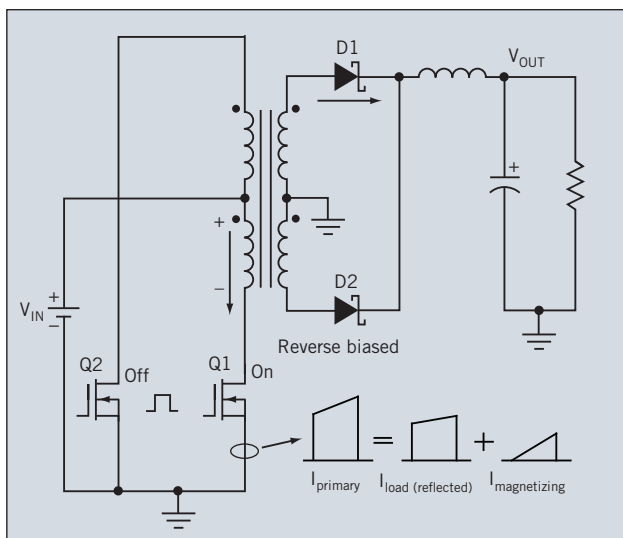 D1
V_OUT
+
+
−
D2
Reverse biased
+
V_IN
−
Q2
Off
Q1
On
I_primary
=
I_load (reflected)
+
I_magnetizing